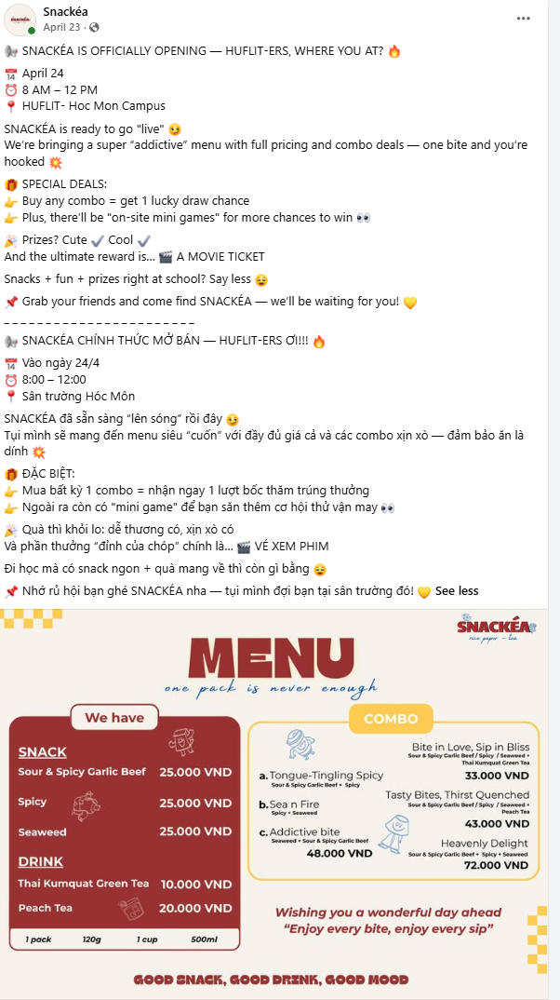 Snackéa
April 23
SNACKÉA IS OFFICIALLY OPENING — HUFLIT-ERS, WHERE YOU AT? 🔥
📅 April 24
⏰ 8 AM – 12 PM
📍 HUFLIT- Hoc Mon Campus
SNACKÉA is ready to go "live" 😉
We’re bringing a super “addictive” menu with full pricing and combo deals — one bite and you’re
hooked 💥
🎁 SPECIAL DEALS:
👉 Buy any combo = get 1 lucky draw chance
👉 Plus, there’ll be "on-site mini games" for more chances to win 👀
🎉 Prizes? Cute ✔️ Cool ✔️
And the ultimate reward is... 🎬 A MOVIE TICKET
Snacks + fun + prizes right at school? Say less 😌
📌 Grab your friends and come find SNACKÉA — we’ll be waiting for you! 💛
_ _ _ _ _ _ _ _ _ _ _ _ _ _ _ _ _ _ _ _ _ _ _ _
SNACKÉA CHÍNH THỨC MỞ BÁN — HUFLIT-ERS ƠI!!! 🔥
📅 Vào ngày 24/4
⏰ 8:00 – 12:00
📍 Sân trường Hóc Môn
SNACKÉA đã sẵn sàng “lên sóng” rồi đây 😉
Tụi mình sẽ mang đến menu siêu “cuốn” với đầy đủ giá cả và các combo xịn xò — đảm bảo ăn là
dính 💥
🎁 ĐẶC BIỆT:
👉 Mua bất kỳ 1 combo = nhận ngay 1 lượt bốc thăm trúng thưởng
👉 Ngoài ra còn có "mini game" để bạn săn thêm cơ hội thử vận may 👀
🎉 Quà thì khỏi lo: dễ thương có, xịn xò có
Và phần thưởng “đỉnh của chóp” chính là... 🎬 VÉ XEM PHIM
Đi học mà có snack ngon + quà mang về thì còn gì bằng 😌
📌 Nhớ rủ hội bạn ghé SNACKÉA nha — tụi mình đợi bạn tại sân trường đó! 💛 See less
SNACKÉA
rice paper - tea
MENU
one pack is never enough
We have
SNACK
Sour & Spicy Garlic Beef 25.000 VND
Spicy 25.000 VND
Seaweed 25.000 VND
DRINK
Thai Kumquat Green Tea 10.000 VND
Peach Tea 20.000 VND
1 pack 120g 1 cup 500ml
COMBO
a. Tongue-Tingling Spicy
Sour & Spicy Garlic Beef + Spicy
b. Sea n Fire
Spicy + Seaweed
c. Addictive bite
Seaweed + Sour & Spicy Garlic Beef
48.000 VND
Bite in Love, Sip in Bliss
Sour & Spicy Garlic Beef / Spicy / Seaweed +
Thai Kumquat Green Tea
33.000 VND
Tasty Bites, Thirst Quenched
Sour & Spicy Garlic Beef / Spicy / Seaweed +
Peach Tea
43.000 VND
Heavenly Delight
Sour & Spicy Garlic Beef + Spicy + Seaweed
72.000 VND
Wishing you a wonderful day ahead
“Enjoy every bite, enjoy every sip”
GOOD SNACK, GOOD DRINK, GOOD MOOD